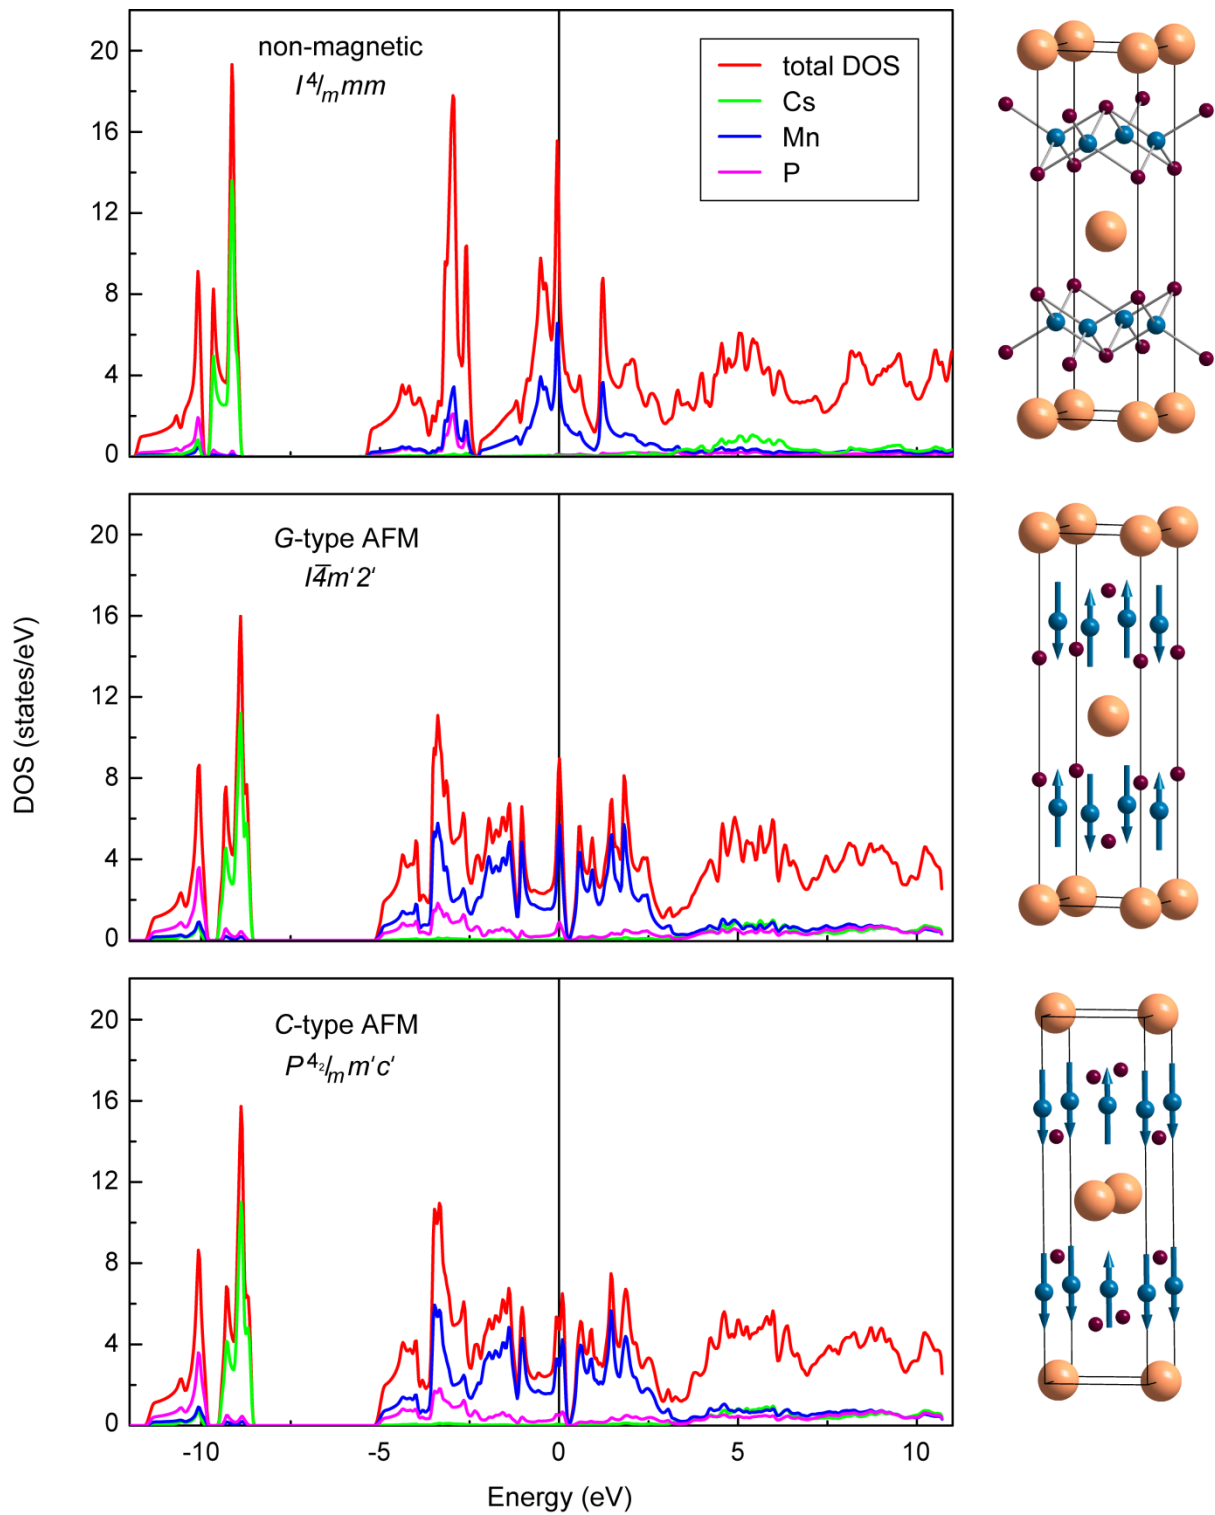 non-magnetic
I4/mmm
total DOS
Cs
Mn
P
20
16
12
8
4
0
G-type AFM
I4̅m'2'
20
16
12
8
4
0
DOS (states/eV)
C-type AFM
P4₂/mm'c'
20
16
12
8
4
0
-10 -5 0 5 10
Energy (eV)